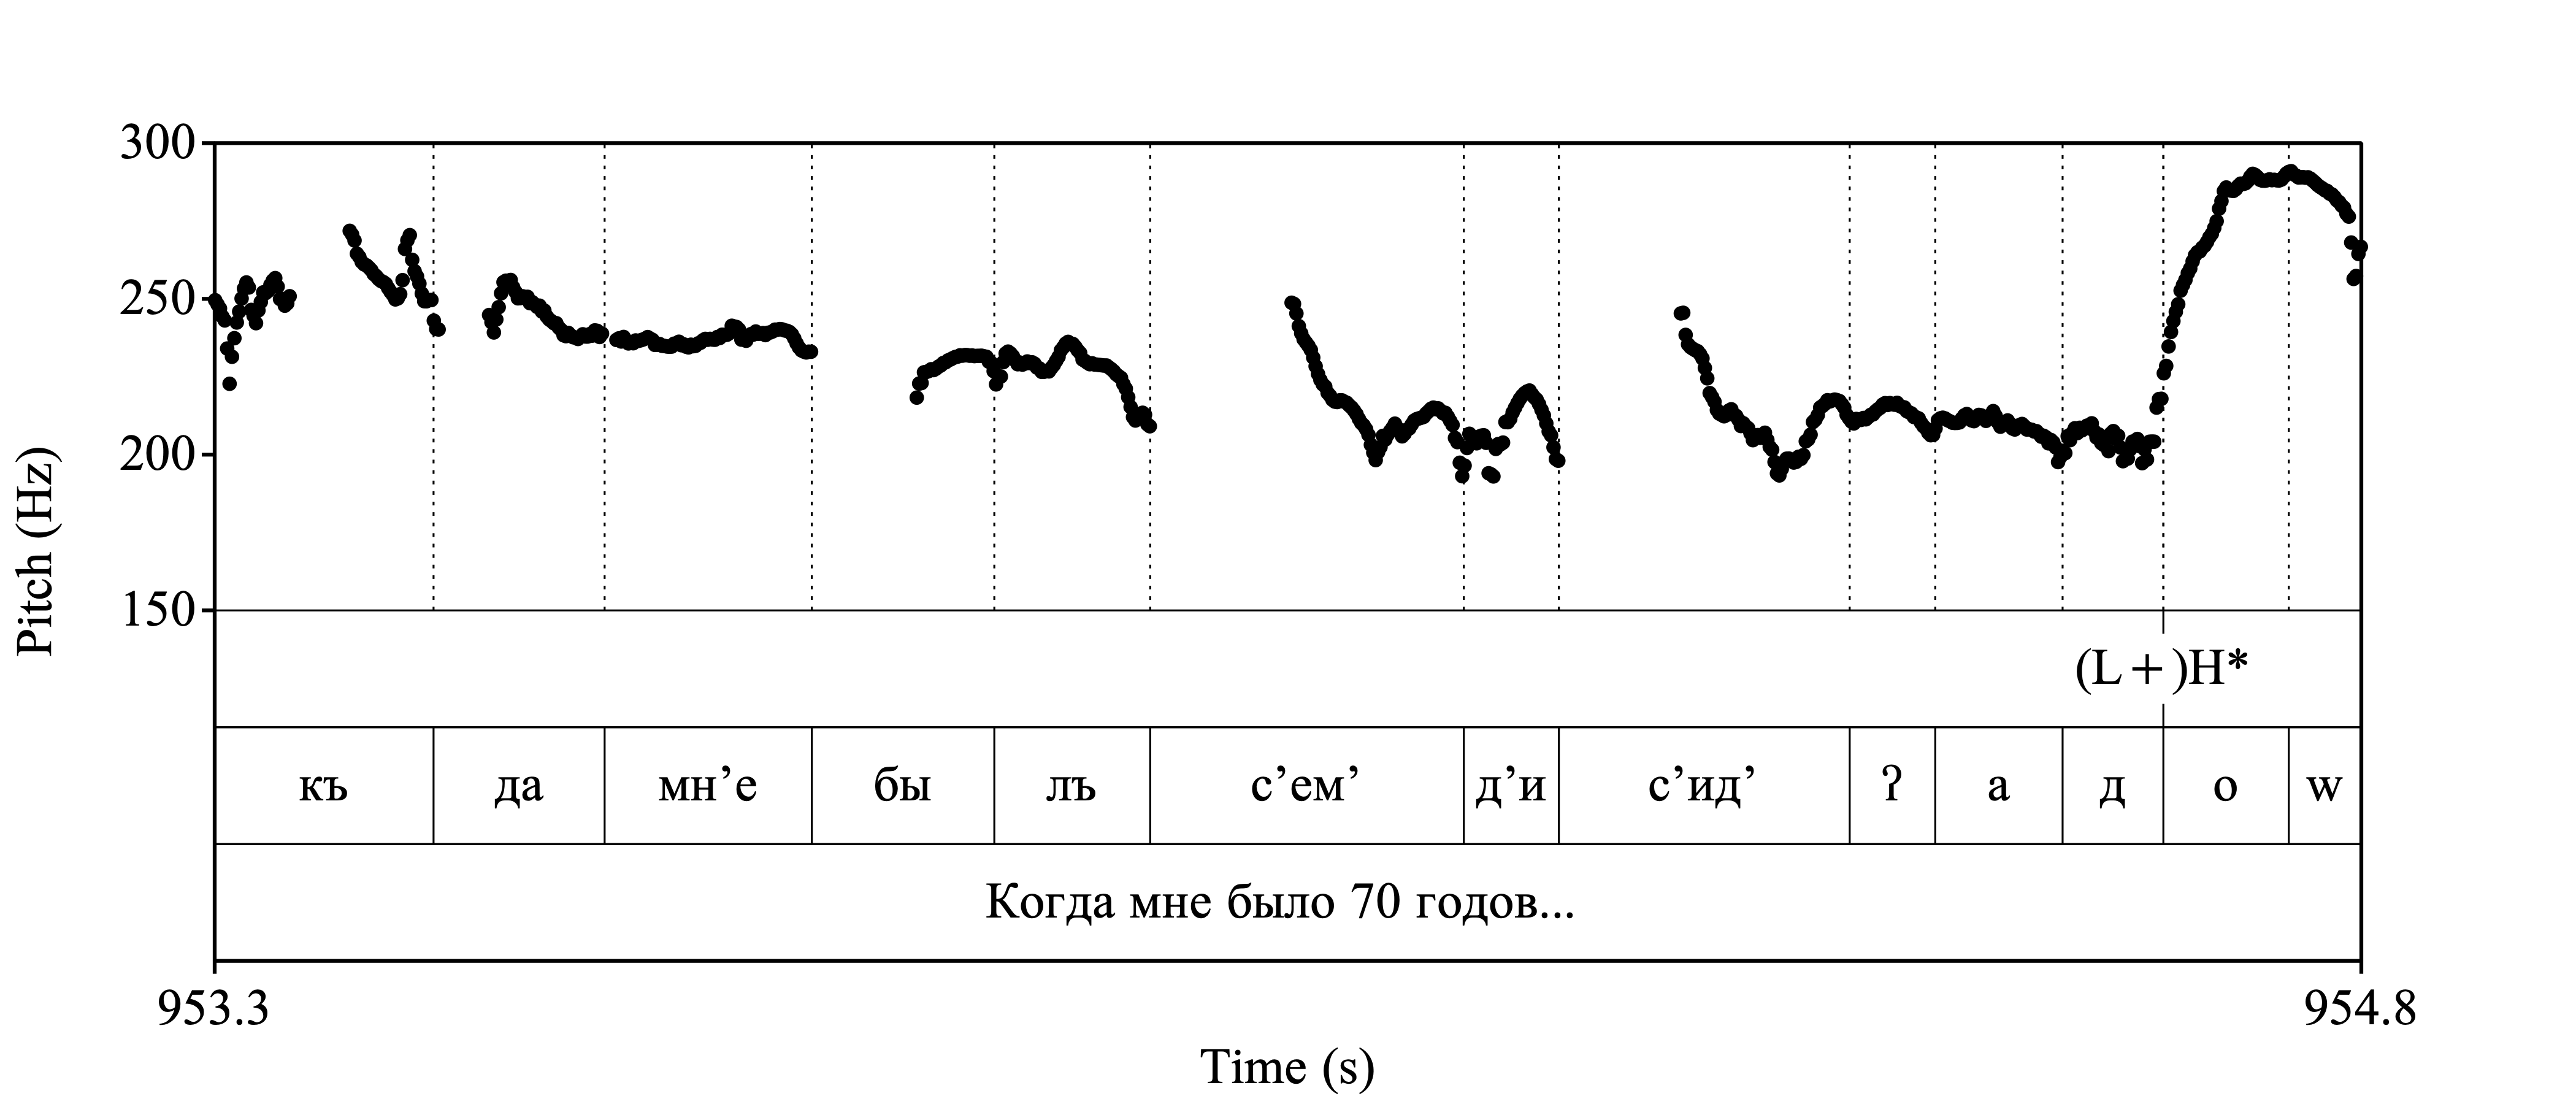 300
250
200
150
Pitch (Hz)
(L+)H*
къ да мн’е бы лъ с’ем’ д’и с’ид’ ʔ а д о w
Когда мне было 70 годов...
953.3 954.8
Time (s)